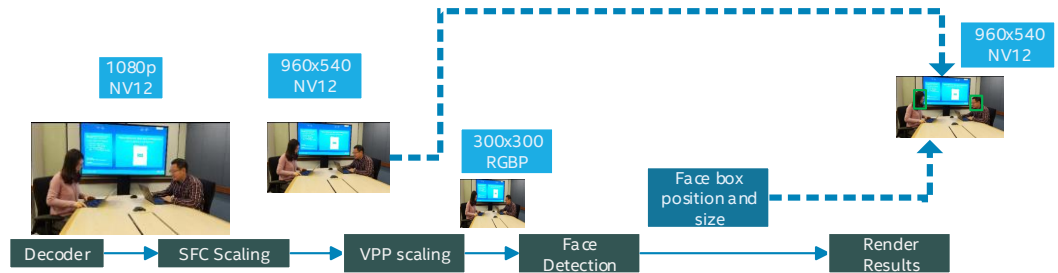 1080p
NV12
960x540
NV12
960x540
NV12
300x300
RGBP
Face box
position and
size
Decoder
SFC Scaling
VPP scaling
Face
Detection
Render
Results